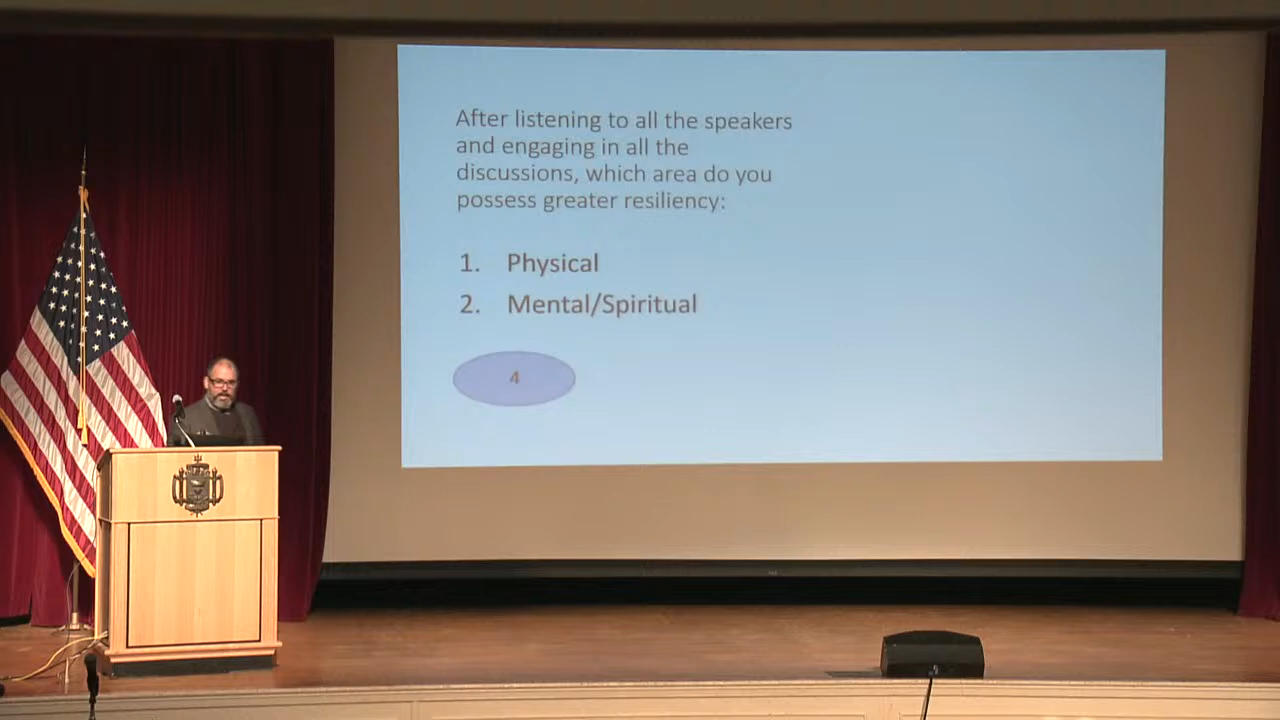 After listening to all the speakers
and engaging in all the
discussions, which area do you
possess greater resiliency:
1. Physical
2. Mental/Spiritual
4